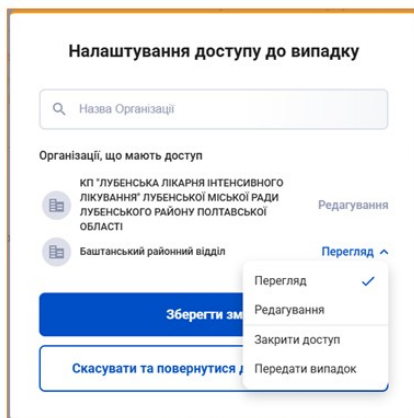 Налаштування доступу до випадку
Назва Організації
Організації, що мають доступ
КП "ЛУБЕНСЬКА ЛІКАРНЯ ІНТЕНСИВНОГО
ЛІКУВАННЯ" ЛУБЕНСЬКОЇ МІСЬКОЇ РАДИ
ЛУБЕНСЬКОГО РАЙОНУ ПОЛТАВСЬКОЇ
ОБЛАСТІ
Редагування
Баштанський районний відділ
Перегляд
Перегляд
Редагування
Закрити доступ
Передати випадок
Зберегти зм
Скасувати та повернутися